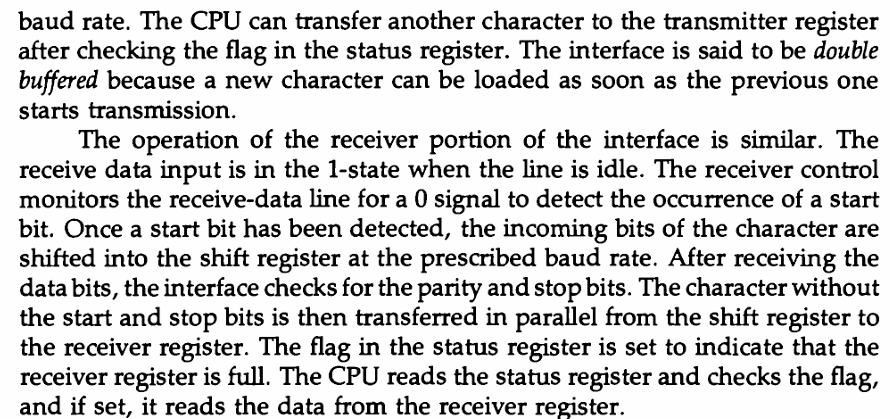 baud rate. The CPU can transfer another character to the transmitter register
after checking the flag in the status register. The interface is said to be double
buffered because a new character can be loaded as soon as the previous one
starts transmission.
The operation of the receiver portion of the interface is similar. The
receive data input is in the 1-state when the line is idle. The receiver control
monitors the receive-data line for a 0 signal to detect the occurrence of a start
bit. Once a start bit has been detected, the incoming bits of the character are
shifted into the shift register at the prescribed baud rate. After receiving the
data bits, the interface checks for the parity and stop bits. The character without
the start and stop bits is then transferred in parallel from the shift register to
the receiver register. The flag in the status register is set to indicate that the
receiver register is full. The CPU reads the status register and checks the flag,
and if set, it reads the data from the receiver register.